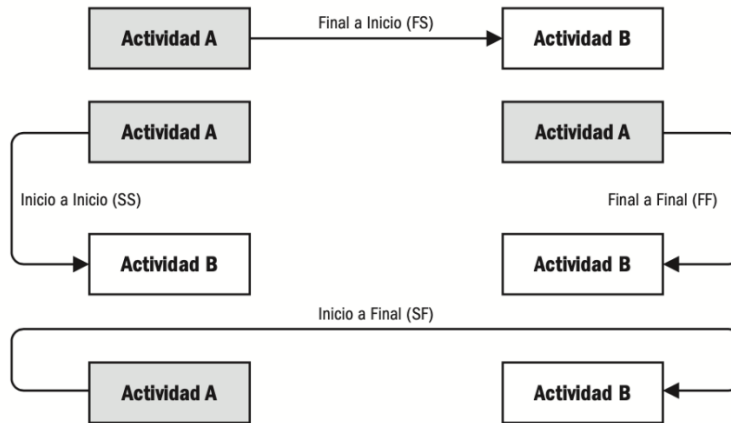 Final a Inicio (FS)
Actividad A
Actividad B
Actividad A
Actividad A
Inicio a Inicio (SS)
Final a Final (FF)
Actividad B
Actividad B
Inicio a Final (SF)
Actividad A
Actividad B